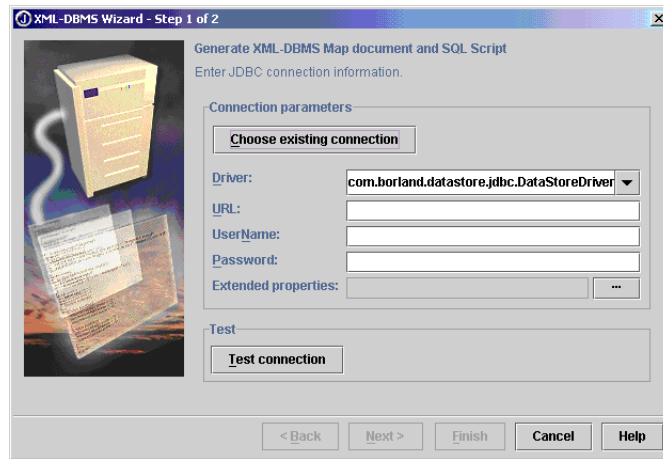 XML-DBMS Wizard - Step 1 of 2
Generate XML-DBMS Map document and SQL Script
Enter JDBC connection information.
Connection parameters
Choose existing connection
Driver: com.borland.datastore.jdbc.DataStoreDriver
URL:
UserName:
Password:
Extended properties: ...
Test
Test connection
< Back Next > Finish Cancel Help